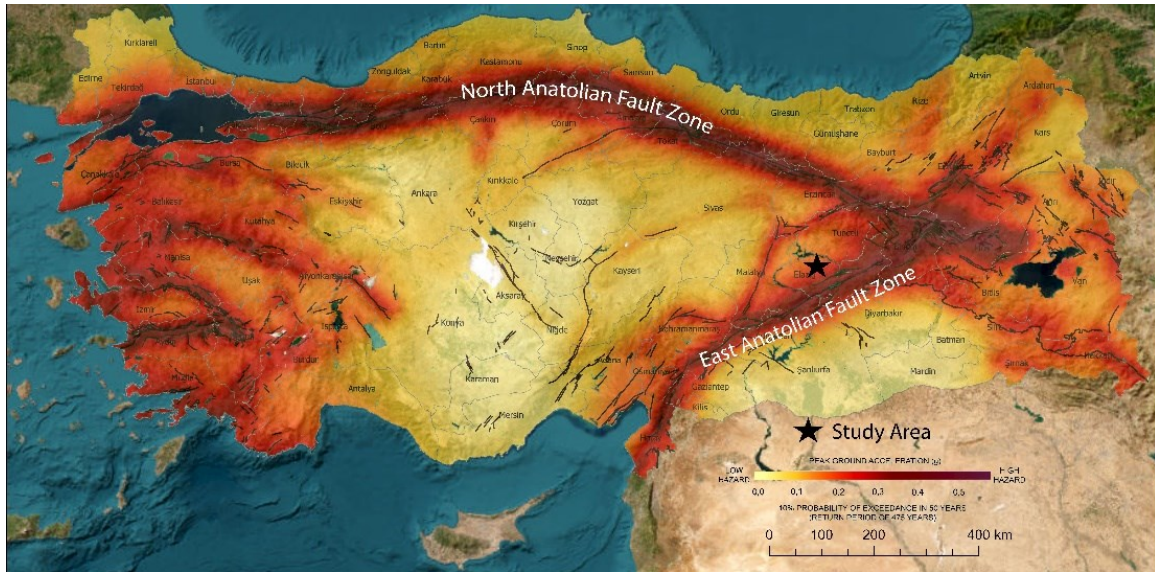 Kırklareli
Edirne
Tekirdağ
İstanbul
Zonguldak
Bartın
Karabük
Kastamonu
Sinop
Samsun
North Anatolian Fault Zone
Ordu
Giresun
Trabzon
Rize
Artvin
Ardahan
Kars
Gümüşhane
Bayburt
Çankırı
Çorum
Tokat
Erzincan
Ağrı
Çanakkale
Bursa
Bilecik
Balıkesir
Eskişehir
Kütahya
Ankara
Kırıkkale
Yozgat
Sivas
Kırşehir
Tunceli
Manisa
Uşak
Afyonkarahisar
Nevşehir
Kayseri
Malatya
Van
Bitlis
İzmir
Isparta
Aksaray
Konya
Niğde
Kahramanmaraş
East Anatolian Fault Zone
Diyarbakır
Batman
Siirt
Burdur
Antalya
Karaman
Mersin
Adana
Osmaniye
Gaziantep
Kilis
Şanlıurfa
Mardin
Şırnak
Study Area
PEAK GROUND ACCELERATION (g)
LOW
HAZARD
HIGH
HAZARD
0,0 0,1 0,2 0,3 0,4 0,5
10% PROBABILITY OF EXCEEDANCE IN 50 YEARS
(RETURN PERIOD OF 475 YEARS)
0 100 200 400 km